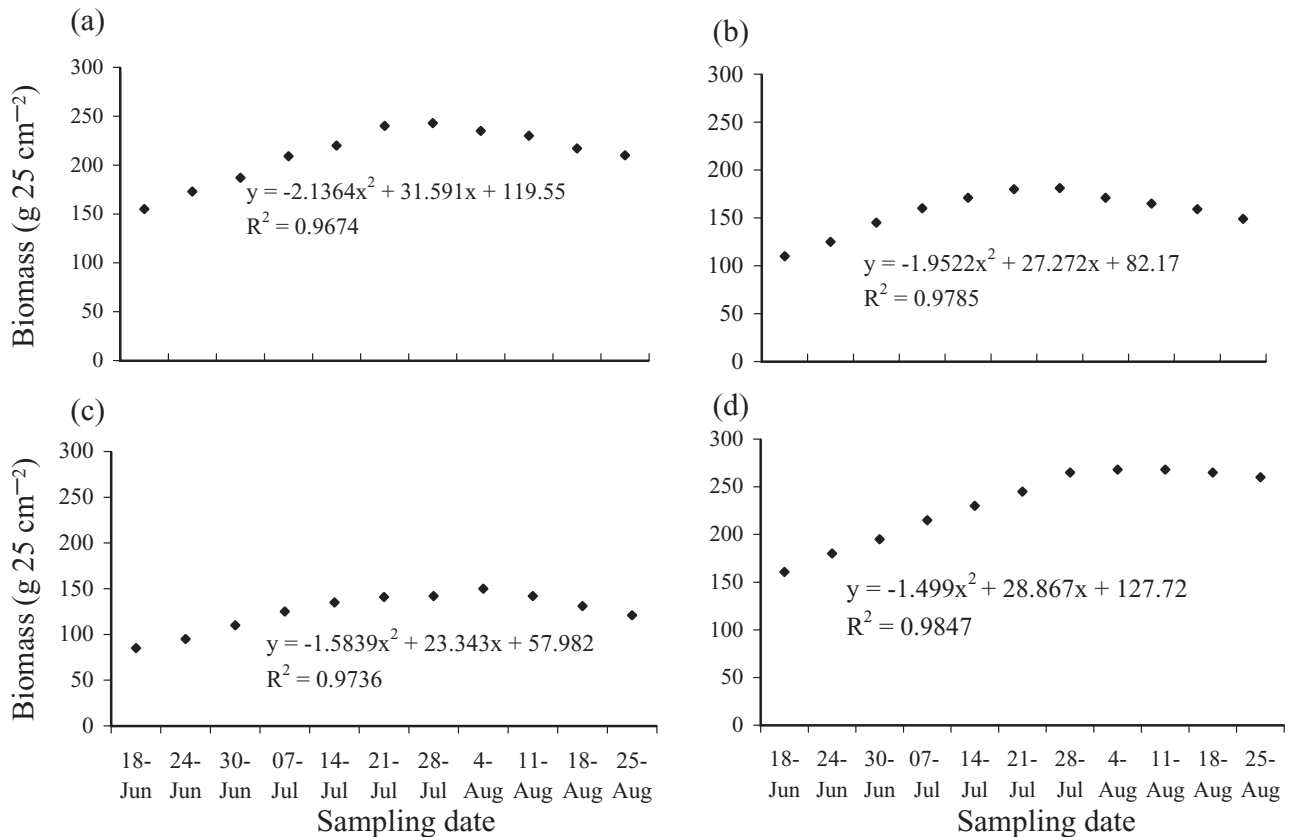 (a)
Biomass (g 25 cm⁻²)
300
250
200
150
100
50
0
y = -2.1364x² + 31.591x + 119.55
R² = 0.9674
(b)
300
250
200
150
100
50
0
y = -1.9522x² + 27.272x + 82.17
R² = 0.9785
(c)
Biomass (g 25 cm⁻²)
300
250
200
150
100
50
0
y = -1.5839x² + 23.343x + 57.982
R² = 0.9736
18- 24- 30- 07- 14- 21- 28- 4- 11- 18- 25-
Jun Jun Jun Jul Jul Jul Jul Aug Aug Aug Aug
Sampling date
(d)
300
250
200
150
100
50
0
y = -1.499x² + 28.867x + 127.72
R² = 0.9847
18- 24- 30- 07- 14- 21- 28- 4- 11- 18- 25-
Jun Jun Jun Jul Jul Jul Jul Aug Aug Aug Aug
Sampling date